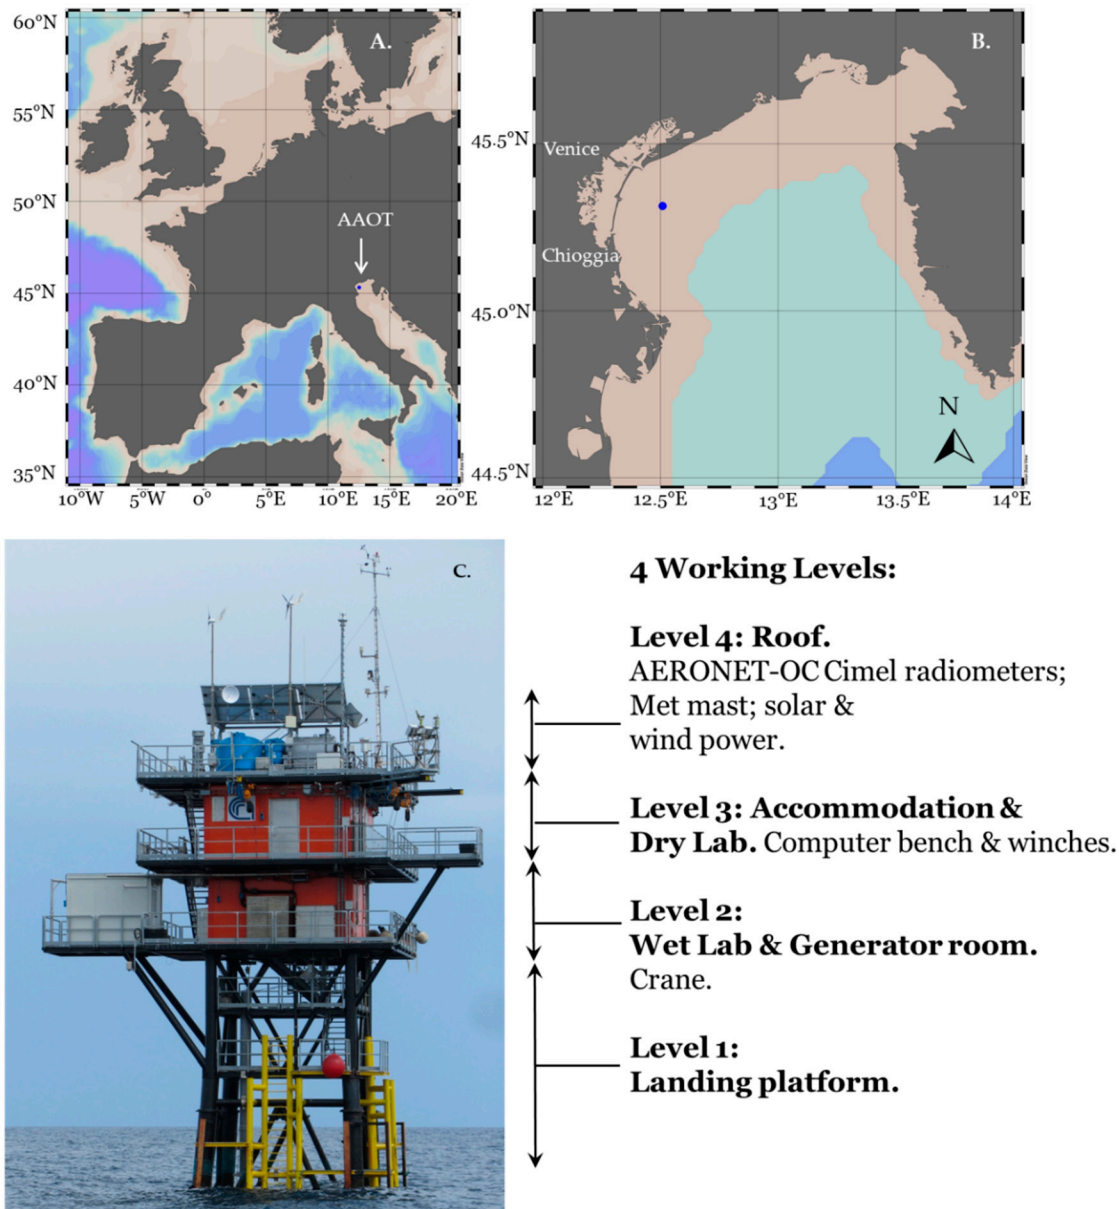 60°N
A.
55°N
50°N
AAOT
45°N
40°N
35°N
10°W
5°W
0°
5°E
10°E
15°E
20°E
B.
45.5°N
Venice
Chioggia
45.0°N
N
44.5°N
12°E
12.5°E
13°E
13.5°E
14°E
C.
4 Working Levels:
Level 4: Roof.
AERONET-OC Cimel radiometers;
Met mast; solar &
wind power.
Level 3: Accommodation &
Dry Lab. Computer bench & winches.
Level 2:
Wet Lab & Generator room.
Crane.
Level 1:
Landing platform.